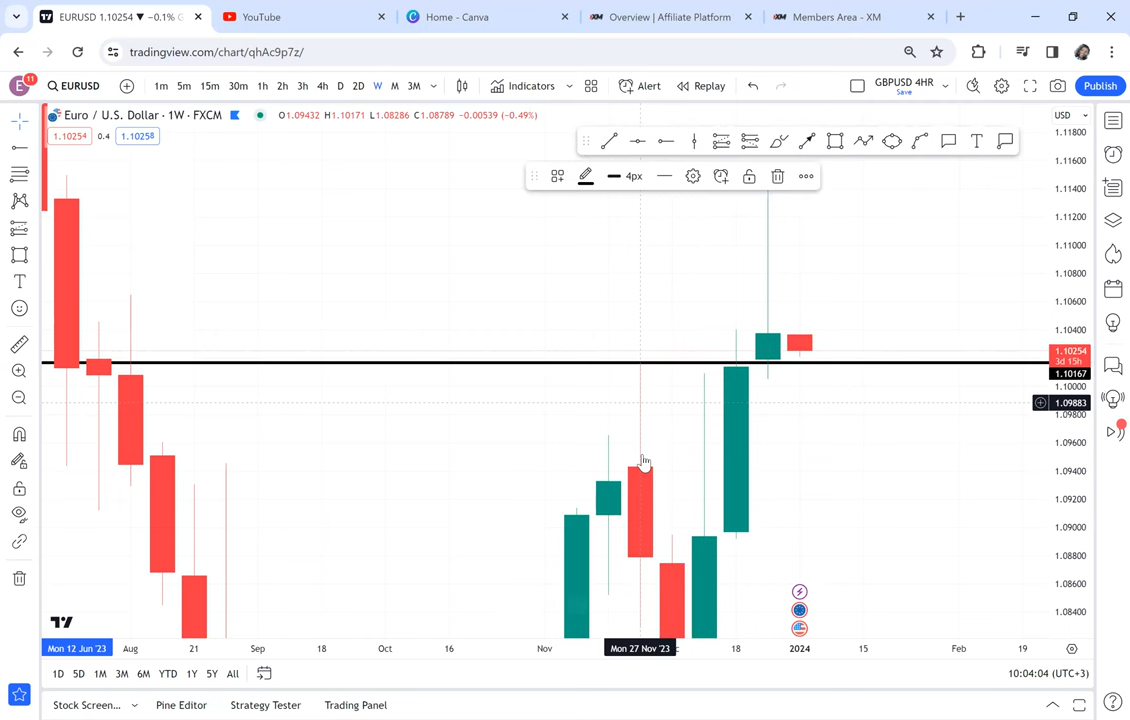 EURUSD 1.10254 ▼ −0.1% G
YouTube
Home - Canva
XM Overview | Affiliate Platform
XM Members Area - XM
tradingview.com/chart/qhAc9p7z/
E 11
EURUSD
1m 5m 15m 30m 1h 2h 3h 4h D 2D W M 3M
Indicators
Alert
Replay
GBPUSD 4HR
Save
Publish
Euro / U.S. Dollar · 1W · FXCM
O1.09432 H1.10171 L1.08286 C1.08789 −0.00539 (−0.49%)
1.10254 0.4 1.10258
4px
USD
1.11800
1.11600
1.11400
1.11200
1.11000
1.10800
1.10600
1.10400
1.10254
3d 15h
1.10167
1.10000
1.09883
1.09800
1.09600
1.09400
1.09200
1.09000
1.08800
1.08600
1.08400
Mon 12 Jun '23 Aug 21 Sep 18 Oct 16 Nov Mon 27 Nov '23 18 2024 15 Feb 19
1D 5D 1M 3M 6M YTD 1Y 5Y All
10:04:04 (UTC+3)
Stock Screen... Pine Editor Strategy Tester Trading Panel